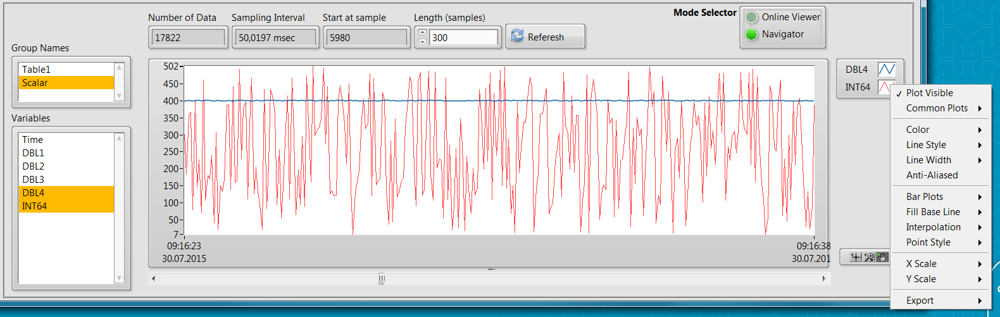 Mode Selector
Online Viewer
Navigator
Number of Data
17822
Sampling Interval
50,0197 msec
Start at sample
5980
Length (samples)
300
Referesh
Group Names
Table1
Scalar
Variables
Time
DBL1
DBL2
DBL3
DBL4
INT64
502
450
400
350
300
250
200
150
100
50
7
09:16:23
30.07.2015
09:16:38
30.07.201
DBL4
INT64
✓ Plot Visible
Common Plots
Color
Line Style
Line Width
Anti-Aliased
Bar Plots
Fill Base Line
Interpolation
Point Style
X Scale
Y Scale
Export